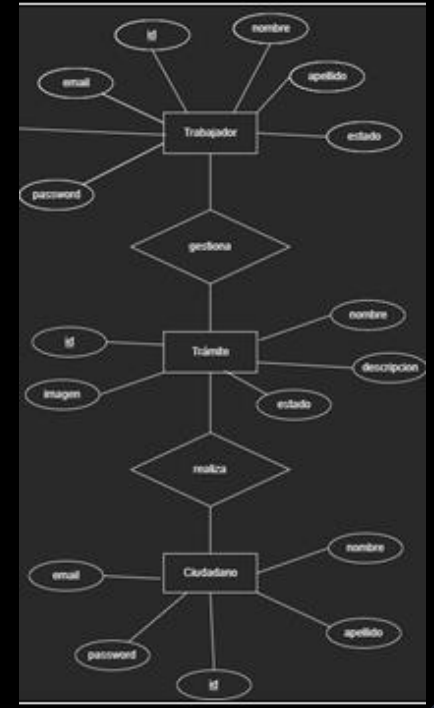 id
nombre
email
apellido
Trabajador
estado
password
gestiona
nombre
id
Trámite
descripcion
imagen
estado
realiza
nombre
email
Ciudadano
apellido
password
id